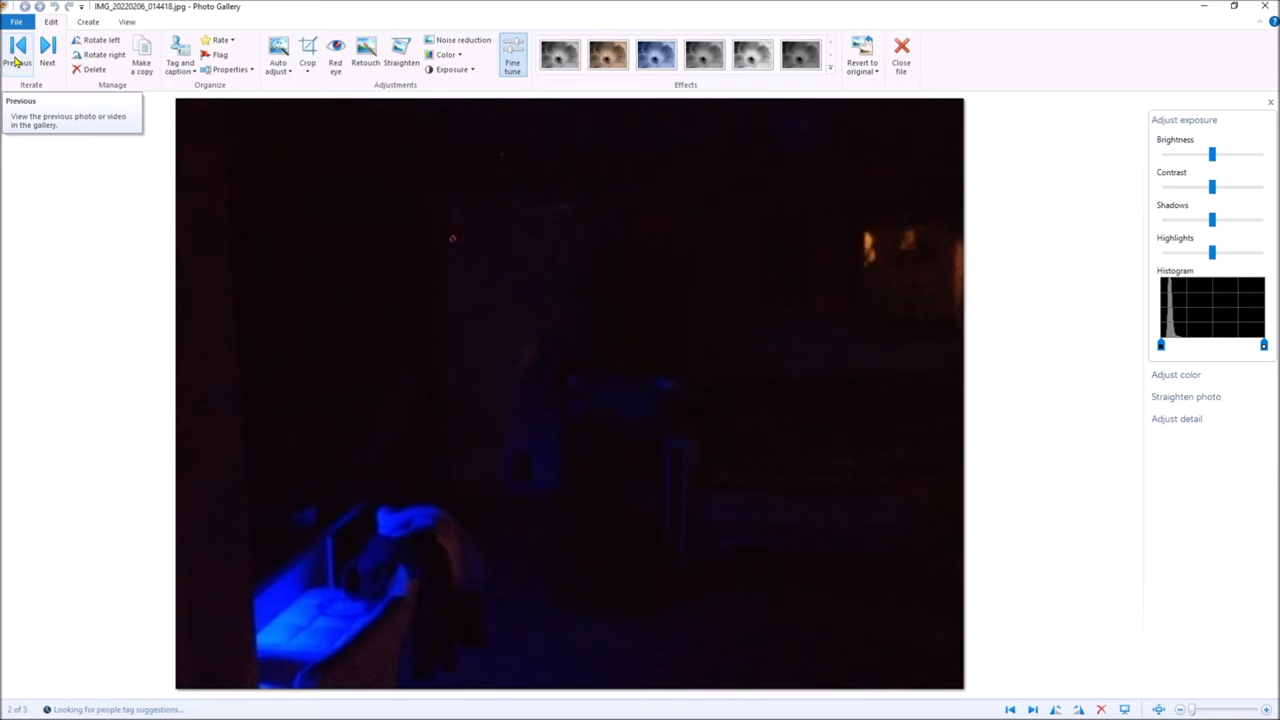 IMG_20220206_014418.jpg - Photo Gallery
File
Edit
Create
View
Previous
Next
Rotate left
Rotate right
Delete
Make a copy
Tag and caption
Rate
Flag
Properties
Auto adjust
Crop
Red eye
Retouch
Straighten
Noise reduction
Color
Exposure
Fine tune
Revert to original
Close file
Iterate
Manage
Organize
Adjustments
Effects
Previous
View the previous photo or video
in the gallery.
Adjust exposure
Brightness
Contrast
Shadows
Highlights
Histogram
Adjust color
Straighten photo
Adjust detail
2 of 3
Looking for people tag suggestions...